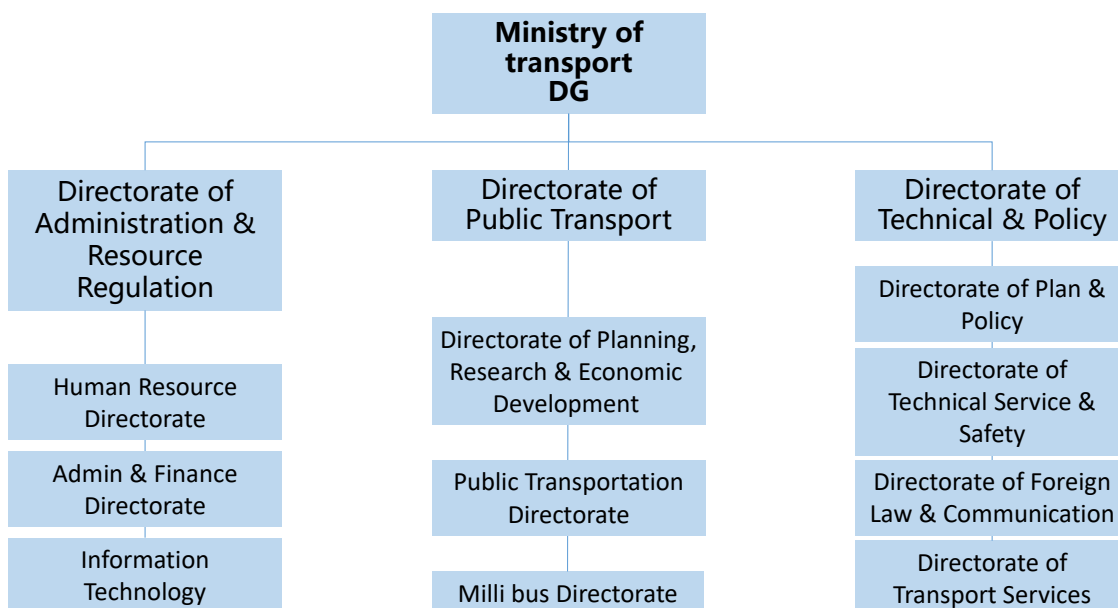 Ministry of
transport
DG
Directorate of
Administration &
Resource
Regulation
Human Resource
Directorate
Admin & Finance
Directorate
Information
Technology
Directorate of
Public Transport
Directorate of Planning,
Research & Economic
Development
Public Transportation
Directorate
Milli bus Directorate
Directorate of
Technical & Policy
Directorate of Plan &
Policy
Directorate of
Technical Service &
Safety
Directorate of Foreign
Law & Communication
Directorate of
Transport Services